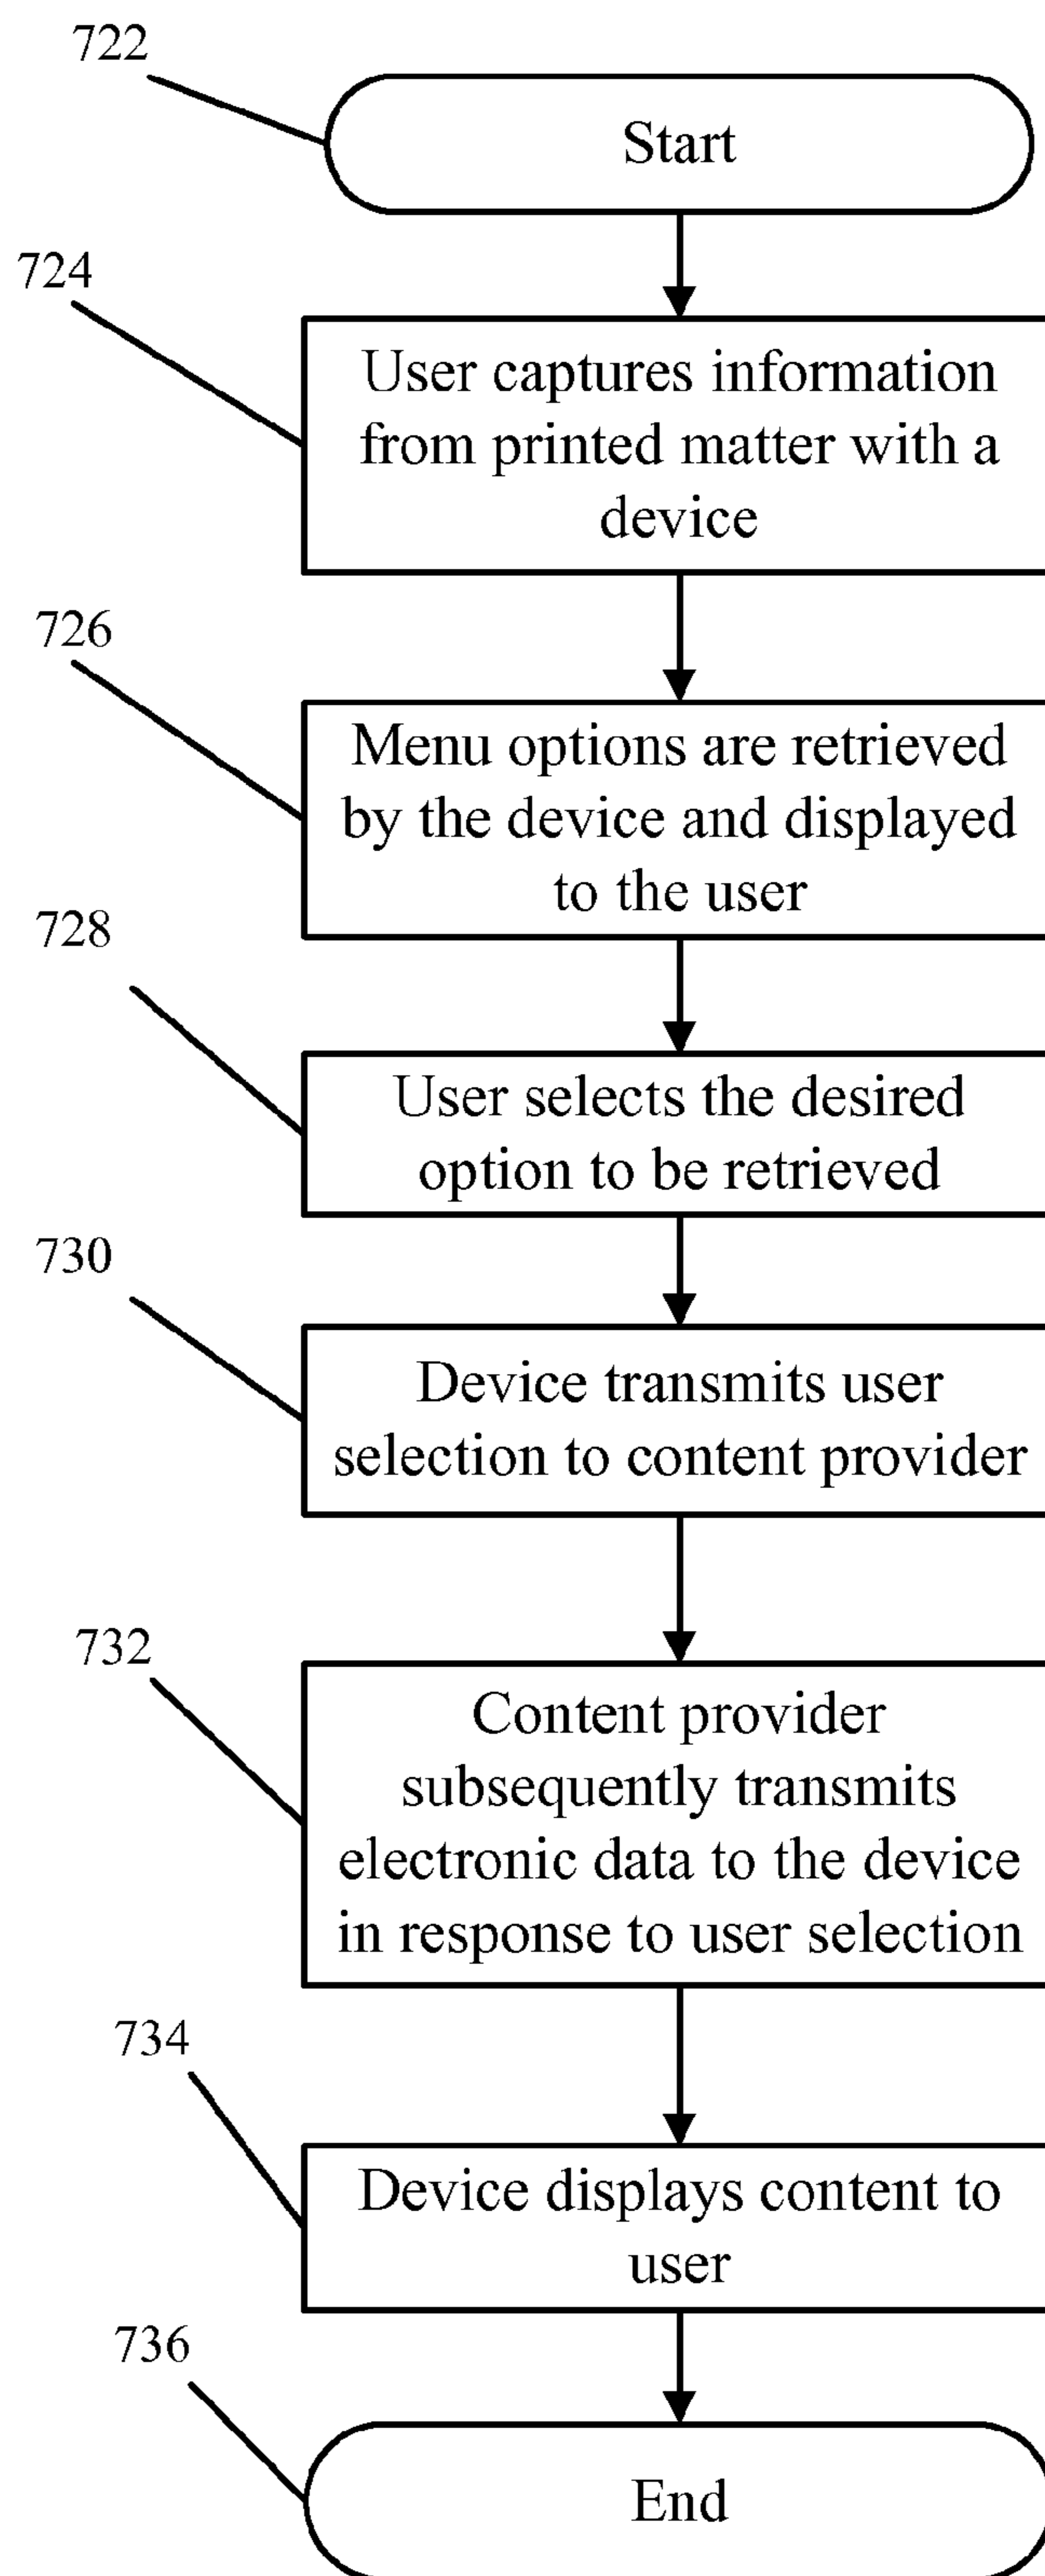 722
Start
724
User captures information
from printed matter with a
device
726
Menu options are retrieved
by the device and displayed
to the user
728
User selects the desired
option to be retrieved
730
Device transmits user
selection to content provider
732
Content provider
subsequently transmits
electronic data to the device
in response to user selection
734
Device displays content to
user
736
End